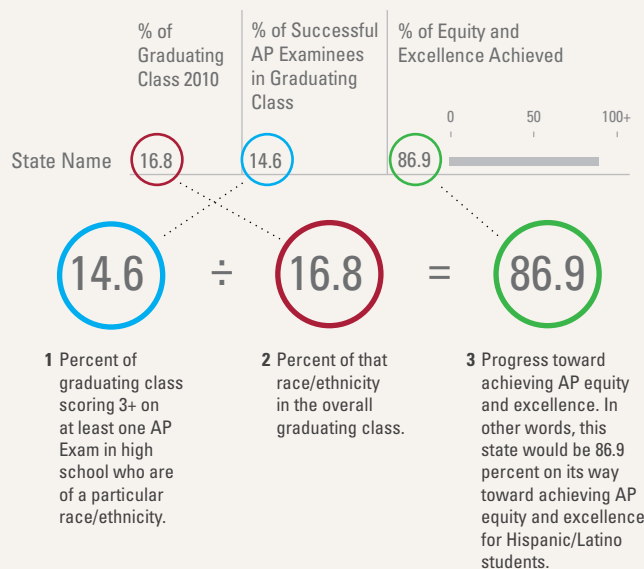 % of
Graduating
Class 2010
% of Successful
AP Examinees
in Graduating
Class
% of Equity and
Excellence Achieved
0 50 100+
State Name 16.8 14.6 86.9
14.6 ÷ 16.8 = 86.9
1 Percent of
graduating class
scoring 3+ on
at least one AP
Exam in high
school who are
of a particular
race/ethnicity.
2 Percent of that
race/ethnicity
in the overall
graduating class.
3 Progress toward
achieving AP equity
and excellence. In
other words, this
state would be 86.9
percent on its way
toward achieving AP
equity and excellence
for Hispanic/Latino
students.